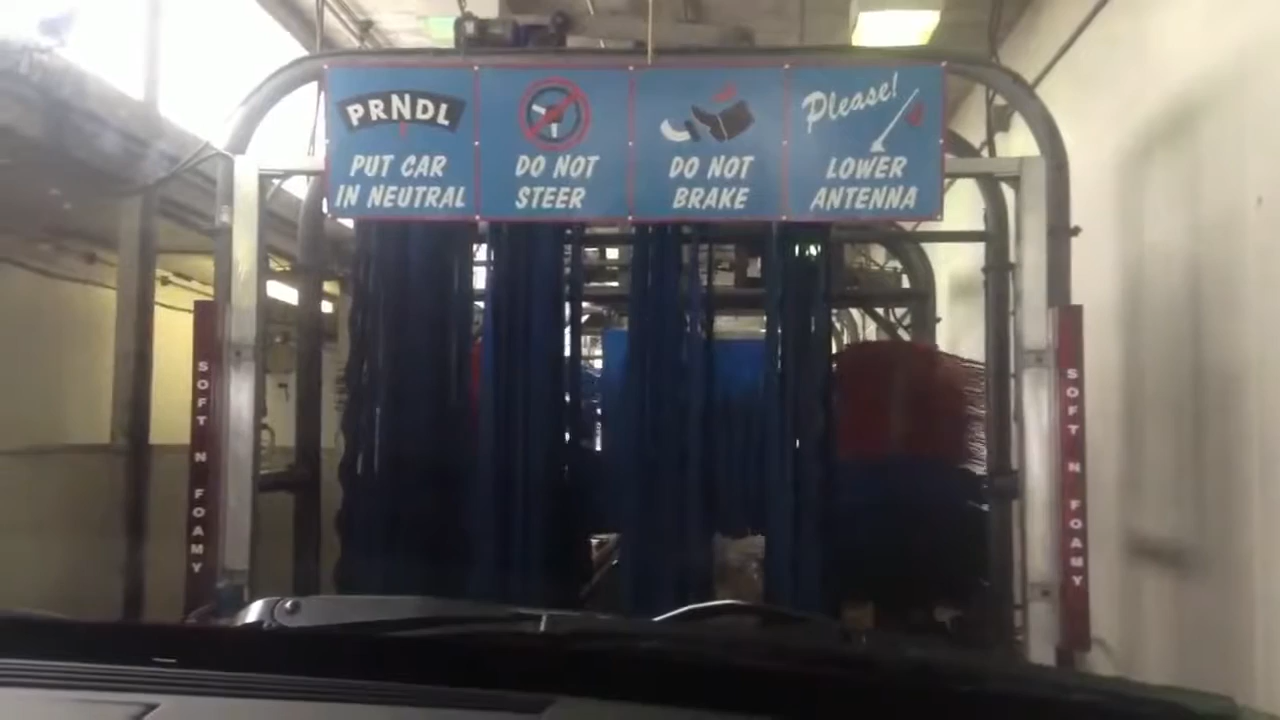 PRNDL
PUT CAR
IN NEUTRAL
DO NOT
STEER
DO NOT
BRAKE
Please!
LOWER
ANTENNA
SOFT N FOAMY
SOFT N FOAMY